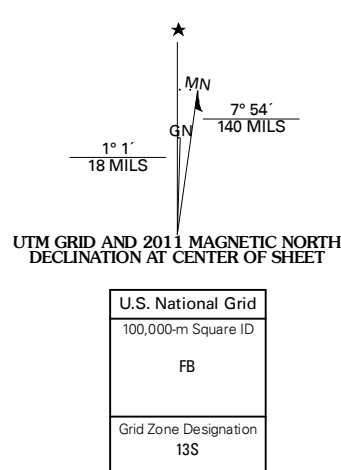 ★
MN
7° 54´
140 MILS
GN
1° 1´
18 MILS
UTM GRID AND 2011 MAGNETIC NORTH
DECLINATION AT CENTER OF SHEET
U.S. National Grid
100,000-m Square ID
FB
Grid Zone Designation
13S